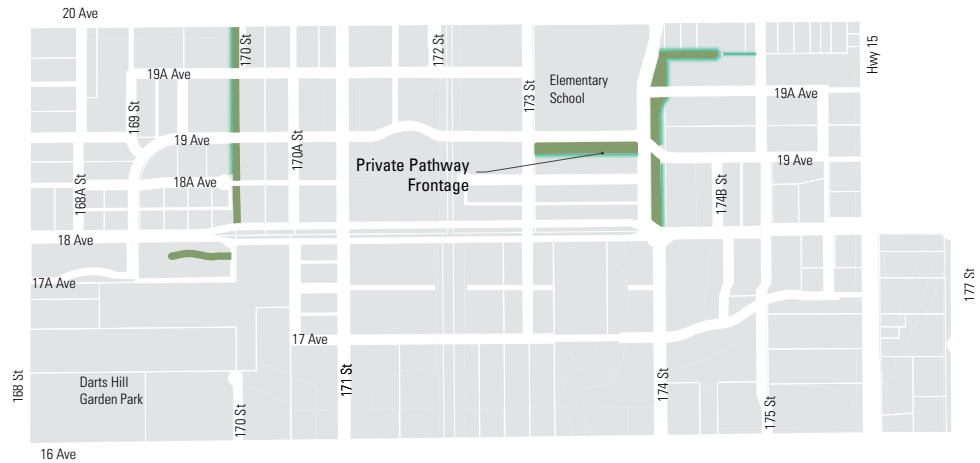 20 Ave
170 St
172 St
Hwy 15
19A Ave
173 St
Elementary
School
19A Ave
169 St
19 Ave
170A St
Private Pathway
Frontage
19 Ave
168A St
18A Ave
174B St
18 Ave
17A Ave
177 St
17 Ave
168 St
Darts Hill
Garden Park
170 St
171 St
174 St
175 St
16 Ave